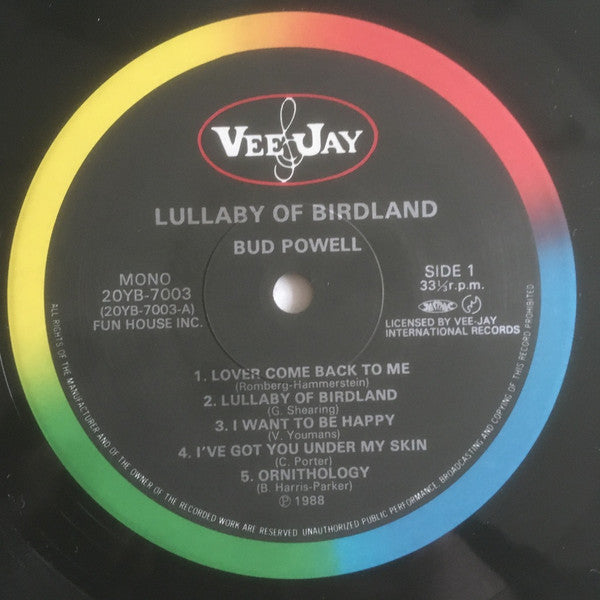 VEE JAY
LULLABY OF BIRDLAND
BUD POWELL
MONO
20YB-7003
(20YB-7003-A)
FUN HOUSE INC.
SIDE 1
33⅓r.p.m.
LICENSED BY VEE-JAY
INTERNATIONAL RECORDS
1. LOVER COME BACK TO ME
(Romberg-Hammerstein)
2. LULLABY OF BIRDLAND
(G. Shearing)
3. I WANT TO BE HAPPY
(V. Youmans)
4. I'VE GOT YOU UNDER MY SKIN
(C. Porter)
5. ORNITHOLOGY
(B. Harris-Parker)
Ⓟ 1988
ALL RIGHTS OF THE MANUFACTURER AND OF THE OWNER OF THE RECORDED WORK ARE RESERVED UNAUTHORIZED PUBLIC PERFORMANCE, BROADCASTING AND COPYING OF THIS RECORD PROHIBITED